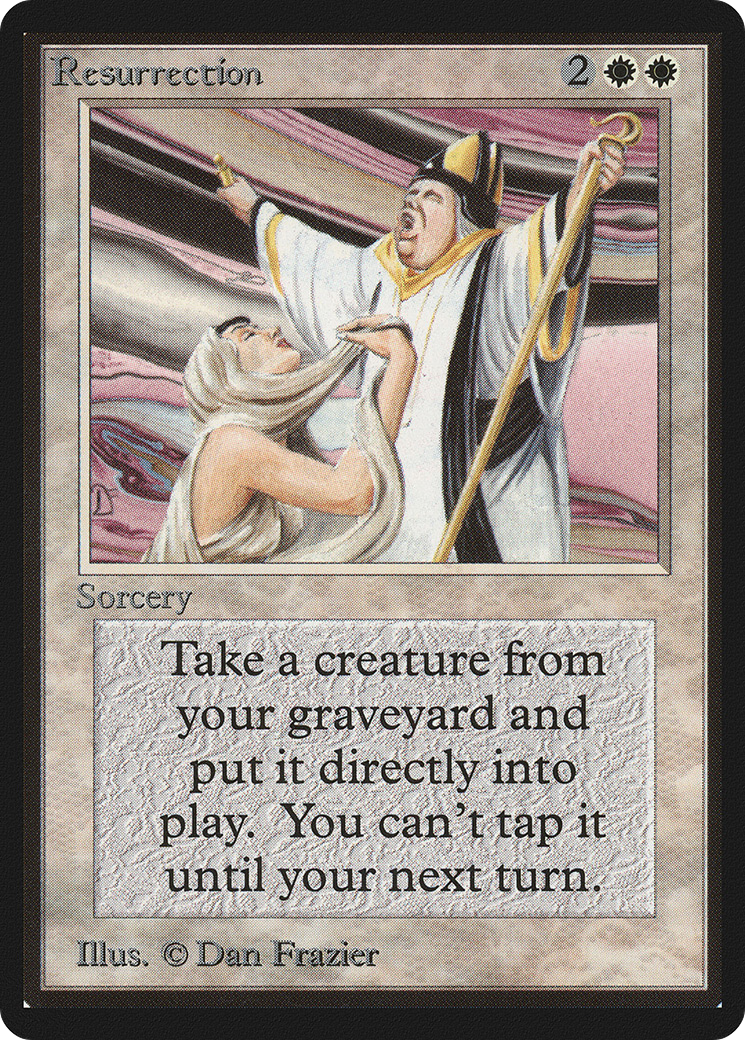 Resurrection 2
DF
Sorcery
Take a creature from
your graveyard and
put it directly into
play. You can't tap it
until your next turn.
Illus. © Dan Frazier